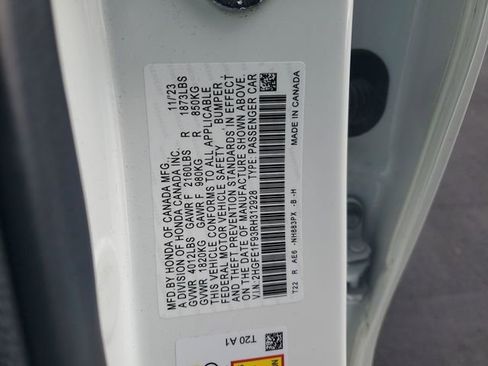 MFD.BY HONDA OF CANADA MFG. 11/23
A DIVISION OF HONDA CANADA INC.
GVWR 4012LBS GAWR F 2160LBS R 1873LBS
GVWR 1820KG GAWR F 980KG R 850KG
THIS VEHICLE CONFORMS TO ALL APPLICABLE
FEDERAL MOTOR VEHICLE SAFETY , BUMPER ,
AND THEFT PREVENTION STANDARDS IN EFFECT
ON THE DATE OF MANUFACTURE SHOWN ABOVE.
V.I.N: 2HGFE1F93RH312928 TYPE: PASSENGER CAR
T22 R AE6 -NH883PX -B -H MADE IN CANADA
T20 A1